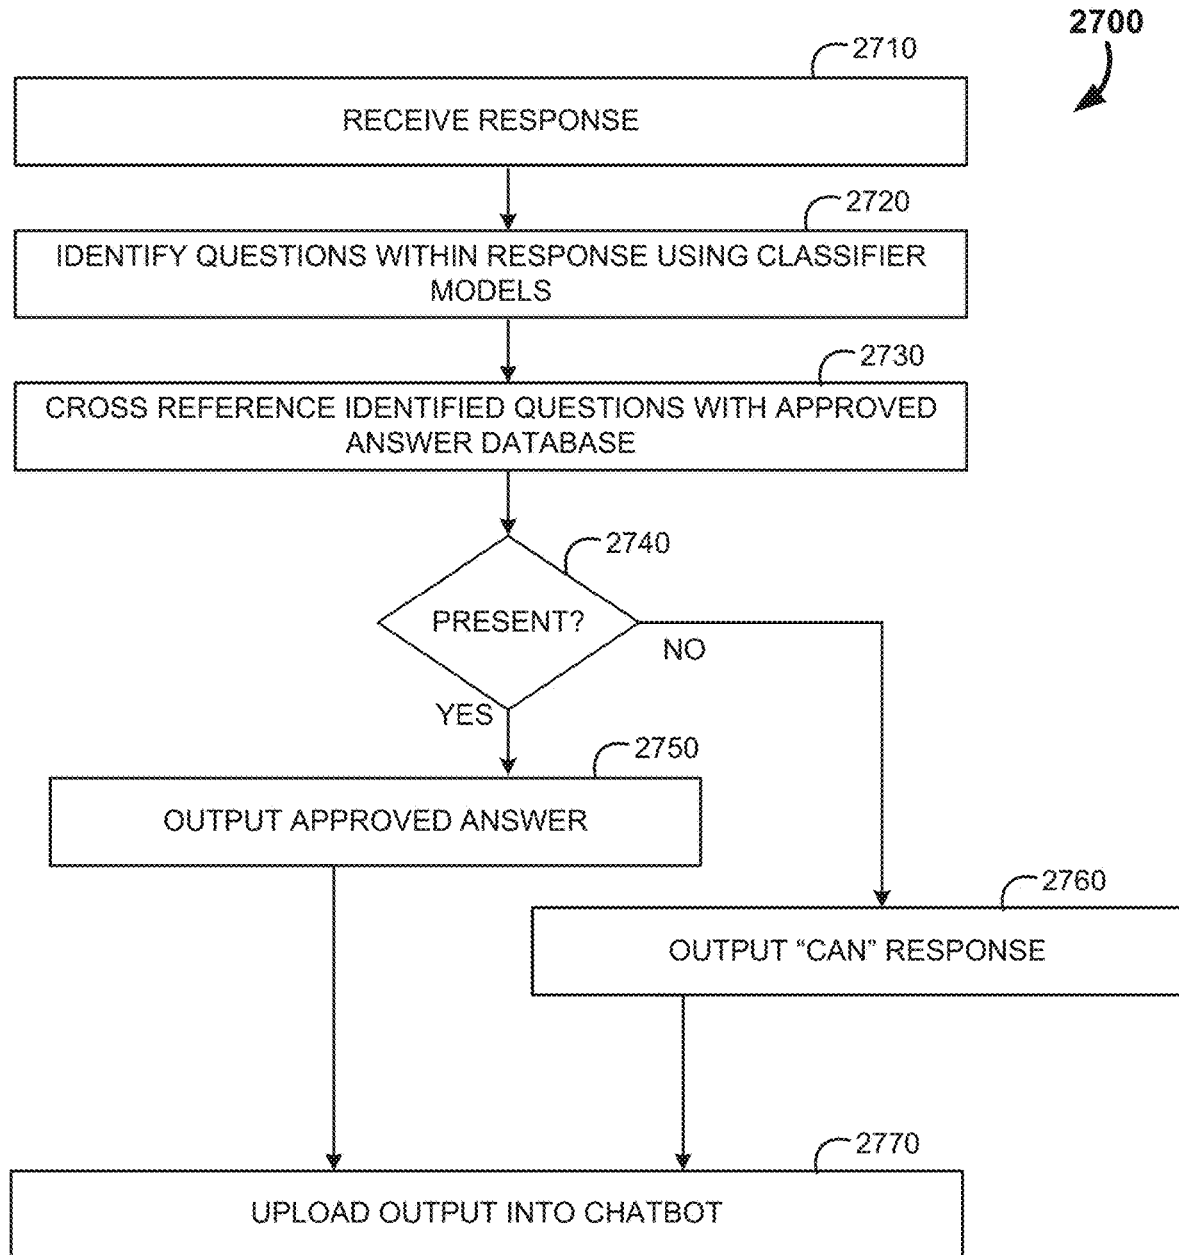 2700
2710
RECEIVE RESPONSE
2720
IDENTIFY QUESTIONS WITHIN RESPONSE USING CLASSIFIER
MODELS
2730
CROSS REFERENCE IDENTIFIED QUESTIONS WITH APPROVED
ANSWER DATABASE
2740
PRESENT?
NO
YES
2750
OUTPUT APPROVED ANSWER
2760
OUTPUT “CAN” RESPONSE
2770
UPLOAD OUTPUT INTO CHATBOT